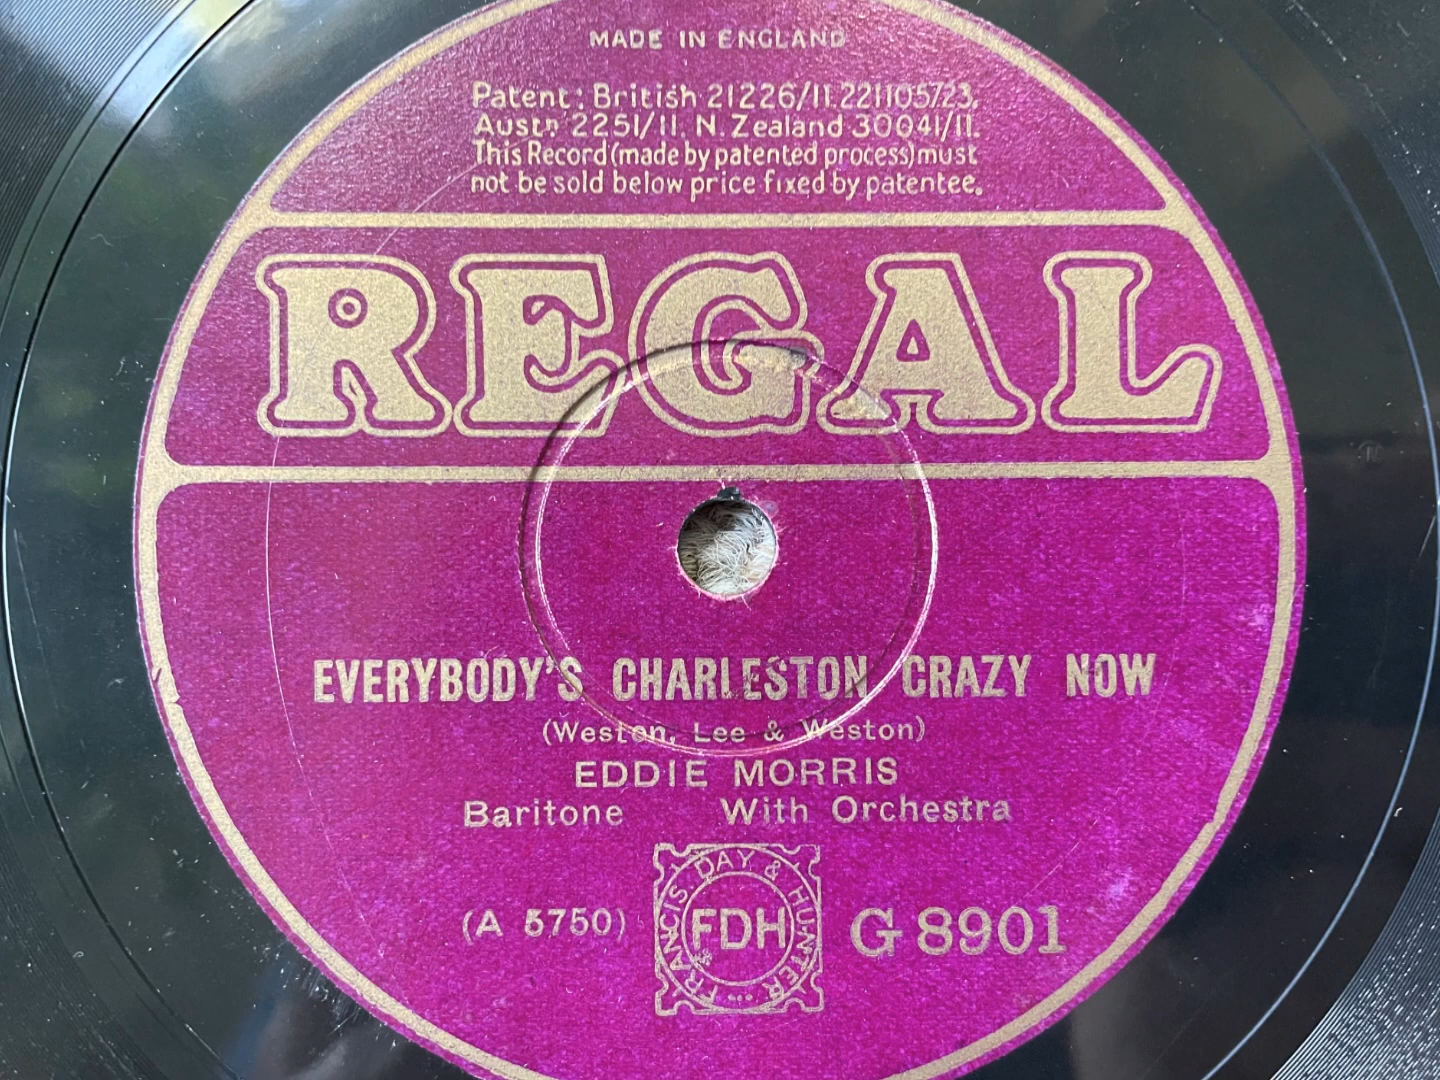 MADE IN ENGLAND
Patent: British 21226/11.221105/23.
Austn 2251/11. N. Zealand 30041/11.
This Record (made by patented process) must
not be sold below price fixed by patentee.
REGAL
EVERYBODY'S CHARLESTON CRAZY NOW
(Weston, Lee & Weston)
EDDIE MORRIS
Baritone With Orchestra
(A 5750)
FRANCIS, DAY & HUNTER
FDH
G 8901